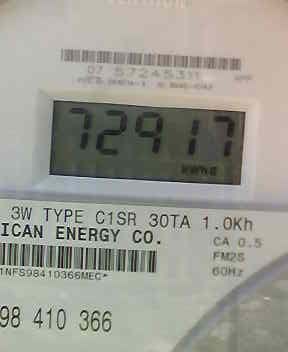 07 57245311
72917
3W TYPE C1SR 30TA 1.0Kh
ICAN ENERGY CO.
CA 0.5
FM2S
60Hz
1NFS98410366MEC*
98 410 366